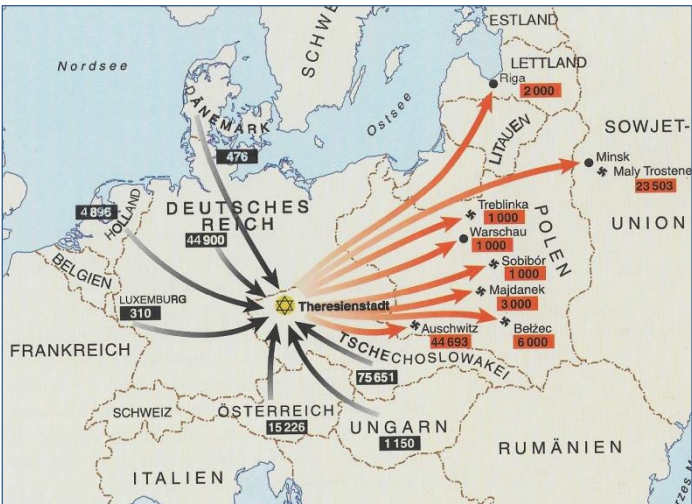 ESTLAND
SCHWE
Nordsee
LETTLAND
Riga
2 000
DÄNEMARK
476
Ostsee
LITAUEN
SOWJET-
UNION
Minsk
Maly Trostene
23 503
4 896
HOLLAND
DEUTSCHES
REICH
44 900
Treblinka
1 000
Warschau
1 000
POLEN
Sobibór
1 000
BELGIEN
LUXEMBURG
310
Theresienstadt
Majdanek
3 000
Auschwitz
44 693
Bełżec
6 000
FRANKREICH
TSCHECHOSLOWAKEI
75 651
SCHWEIZ
ÖSTERREICH
15 226
UNGARN
1 150
RUMÄNIEN
ITALIEN